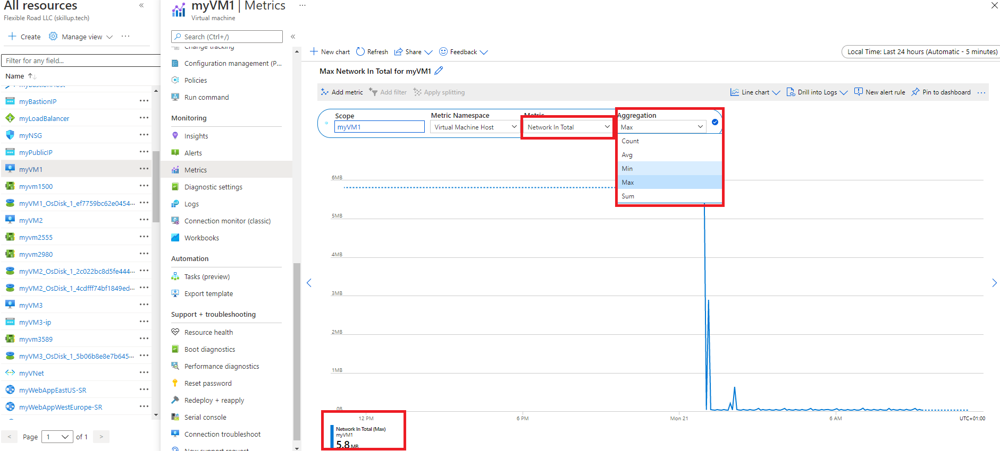 All resources
Flexible Road LLC (skillup.tech)
Create
Manage view
Filter for any field...
Name
myBastionHost
myBastionIP
myLoadBalancer
myNSG
myPublicIP
myVM1
myvm1500
myVM1_OsDisk_1_ef7759bc62e0454...
myVM2
myvm2555
myvm2980
myVM2_OsDisk_1_2c022bc8d5fe444...
myVM2_OsDisk_1_4cdfff74bf1849ed...
myVM3
myVM3-ip
myvm3589
myVM3_OsDisk_1_5b06b8e8e7b645...
myVNet
myWebAppEastUS-SR
myWebAppWestEurope-SR
< Page 1 of 1 >
myVM1 | Metrics ...
Virtual machine
Search (Ctrl+/)
Change tracking
Configuration management (P...
Policies
Run command
Monitoring
Insights
Alerts
Metrics
Diagnostic settings
Logs
Connection monitor (classic)
Workbooks
Automation
Tasks (preview)
Export template
Support + troubleshooting
Resource health
Boot diagnostics
Performance diagnostics
Reset password
Redeploy + reapply
Serial console
Connection troubleshoot
New support request
New chart Refresh Share Feedback
Local Time: Last 24 hours (Automatic - 5 minutes)
Max Network In Total for myVM1
Add metric Add filter Apply splitting
Line chart Drill into Logs New alert rule Pin to dashboard ...
Scope Metric Namespace Metric Aggregation
myVM1 Virtual Machine Host Network In Total Max
Count
Avg
Min
Max
Sum
6MB
5MB
4MB
3MB
2MB
1MB
0B
12 PM 6 PM Mon 21 6 AM UTC+01:00
Network In Total (Max)
myVM1
5.8 MB